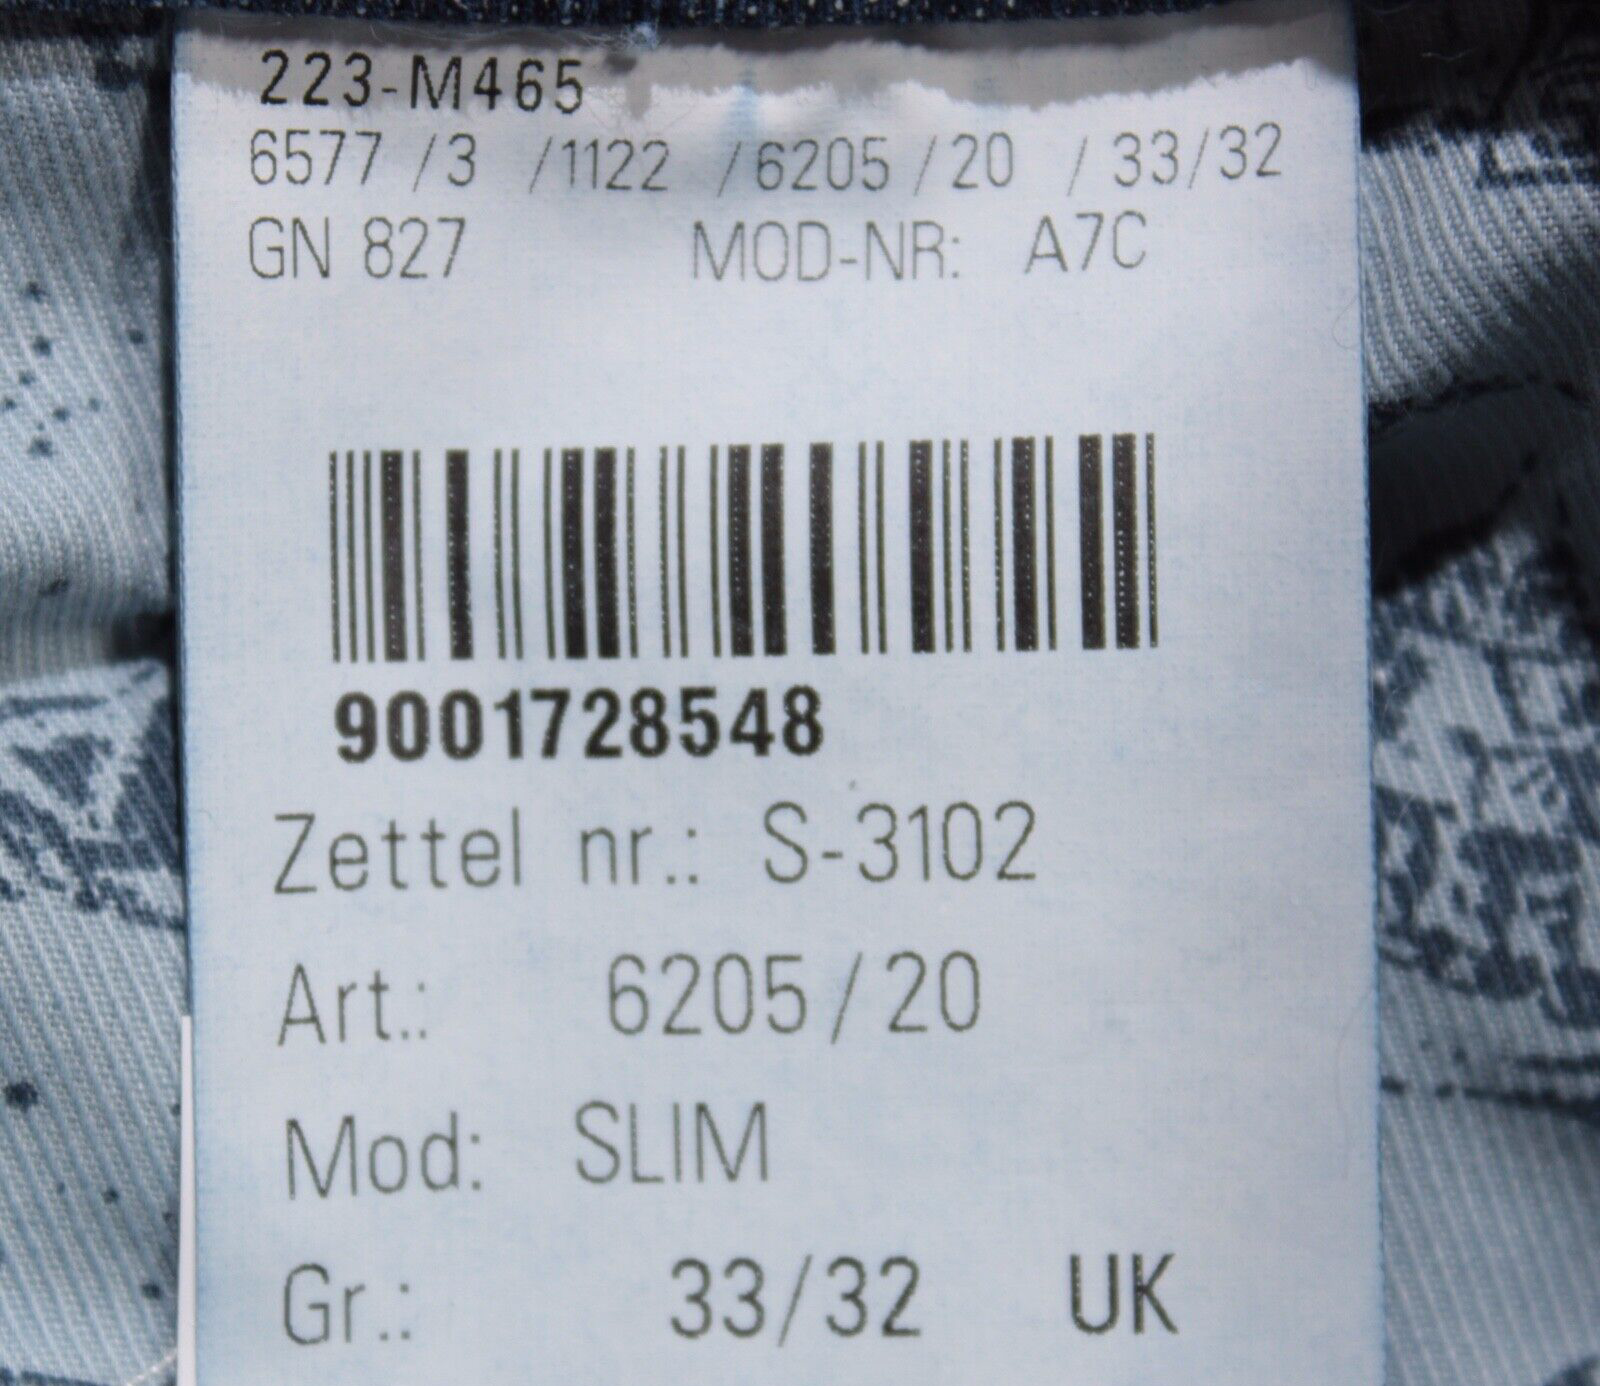 223-M465
6577 /3 /1122 /6205/20 /33/32
GN 827 MOD-NR: A7C
9001728548
Zettel nr.: S-3102
Art.: 6205/20
Mod: SLIM
Gr.: 33/32 UK